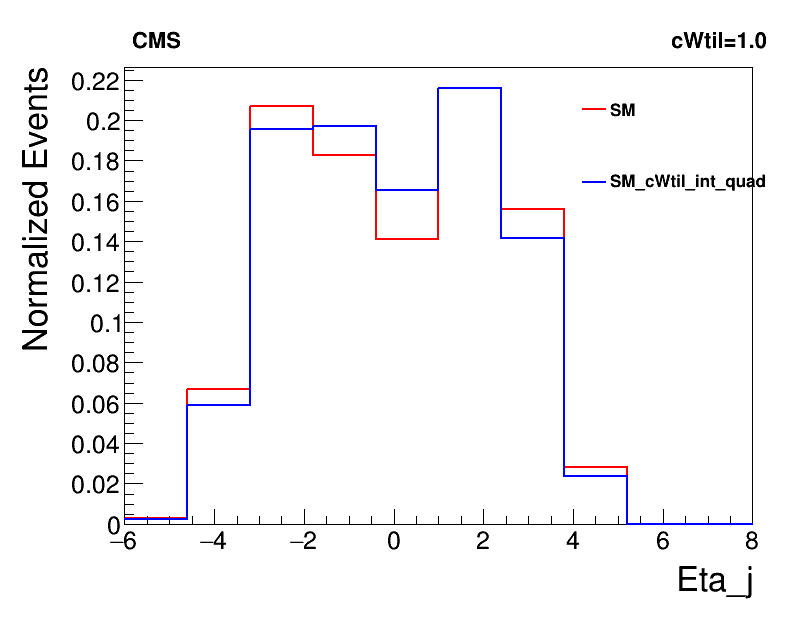 CMS
cWtil=1.0
Normalized Events
0.22
0.2
0.18
0.16
0.14
0.12
0.1
0.08
0.06
0.04
0.02
0
SM
SM_cWtil_int_quad
−6 −4 −2 0 2 4 6 8
Eta_j